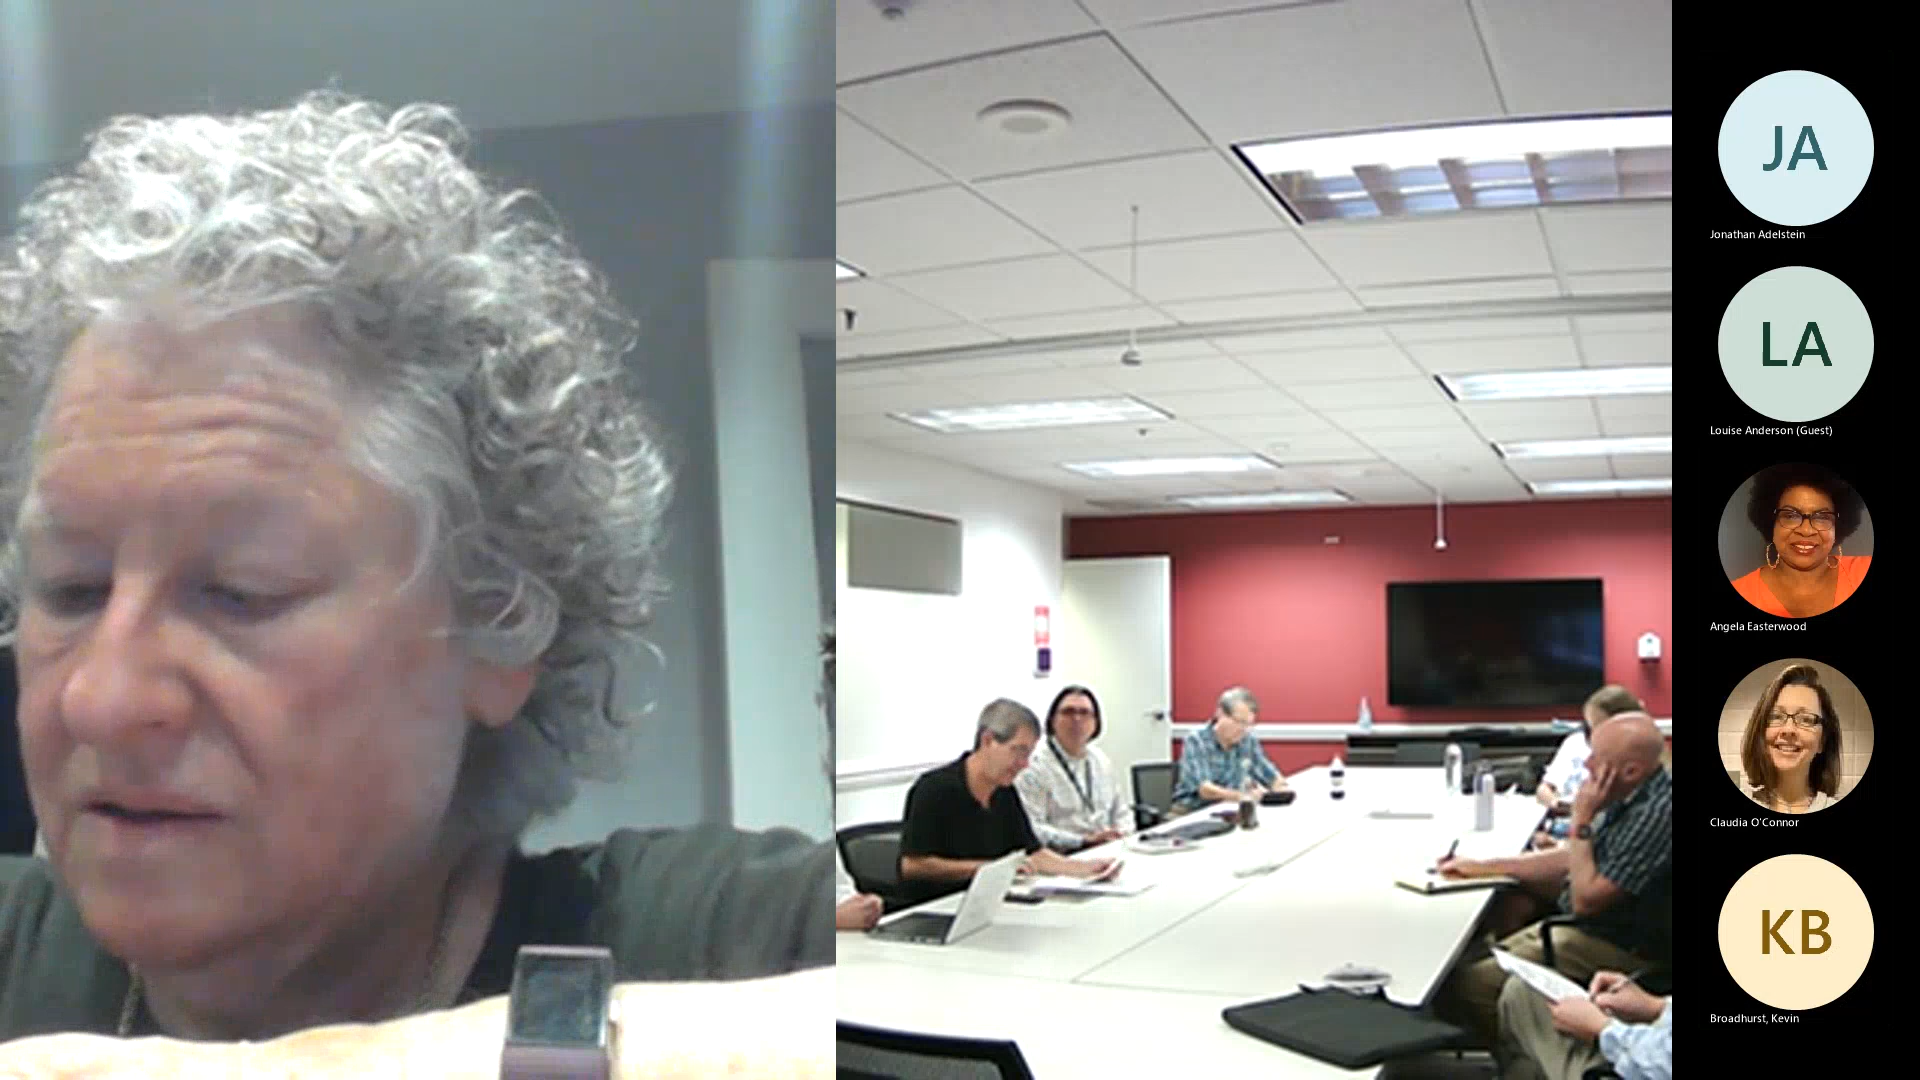 JA
Jonathan Adelstein
LA
Louise Anderson (Guest)
Angela Easterwood
Claudia O'Connor
KB
Broadhurst, Kevin